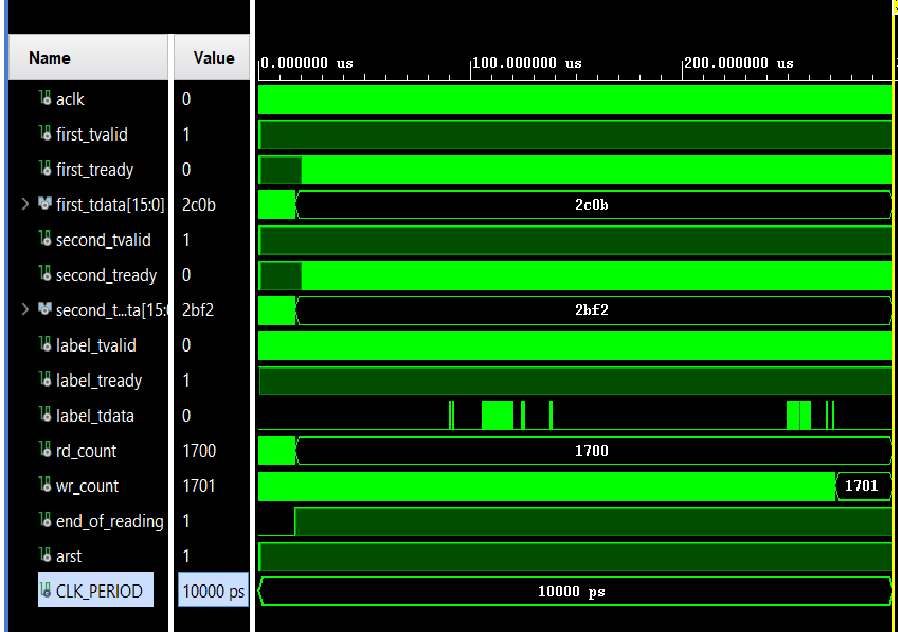 Name Value
0.000000 us 100.000000 us 200.000000 us
aclk 0
first_tvalid 1
first_tready 0
first_tdata[15:0] 2c0b 2c0b
second_tvalid 1
second_tready 0
second_t...ta[15:0 2bf2 2bf2
label_tvalid 0
label_tready 1
label_tdata 0
rd_count 1700 1700
wr_count 1701 1701
end_of_reading 1
arst 1
CLK_PERIOD 10000 ps 10000 ps